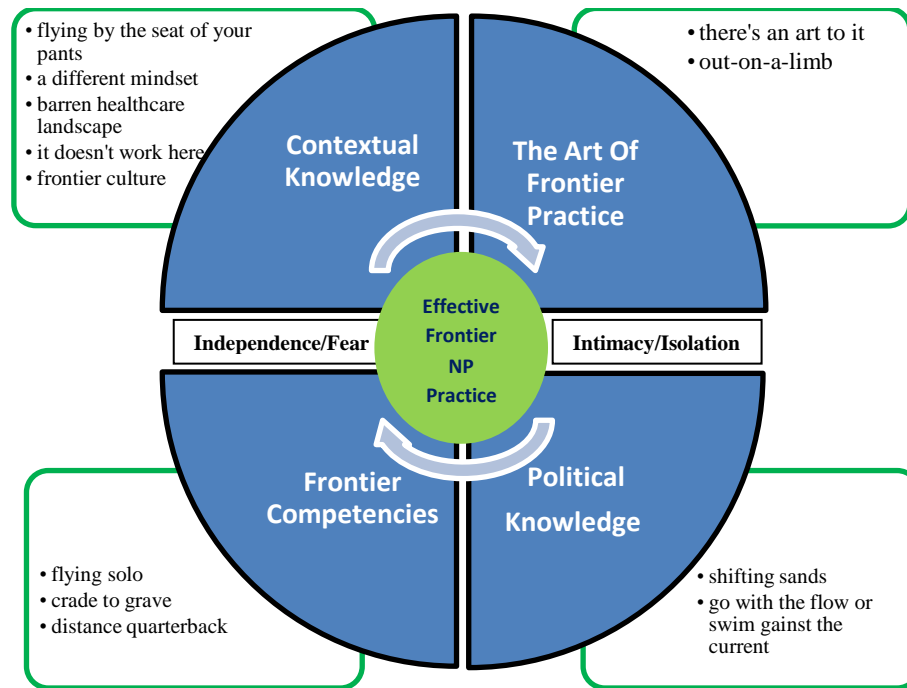 • flying by the seat of your
pants
• a different mindset
• barren healthcare
landscape
• it doesn't work here
• frontier culture
• there's an art to it
• out-on-a-limb
Contextual
Knowledge
The Art Of
Frontier
Practice
Independence/Fear
Effective
Frontier
NP
Practice
Intimacy/Isolation
Frontier
Competencies
Political
Knowledge
• flying solo
• crade to grave
• distance quarterback
• shifting sands
• go with the flow or
swim gainst the
current